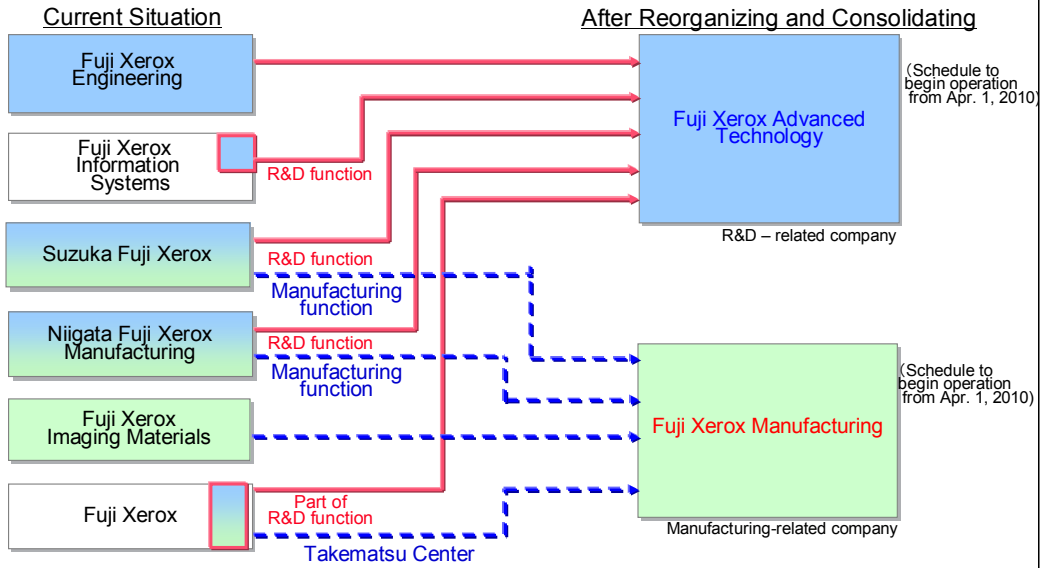 Current Situation
After Reorganizing and Consolidating
Fuji Xerox
Engineering
Fuji Xerox
Information
Systems
R&D function
Suzuka Fuji Xerox
R&D function
Manufacturing
function
Niigata Fuji Xerox
Manufacturing
R&D function
Manufacturing
function
Fuji Xerox
Imaging Materials
Fuji Xerox
Part of
R&D function
Takematsu Center
Fuji Xerox Advanced
Technology
(Schedule to
begin operation
from Apr. 1, 2010)
R&D – related company
Fuji Xerox Manufacturing
(Schedule to
begin operation
from Apr. 1, 2010)
Manufacturing-related company